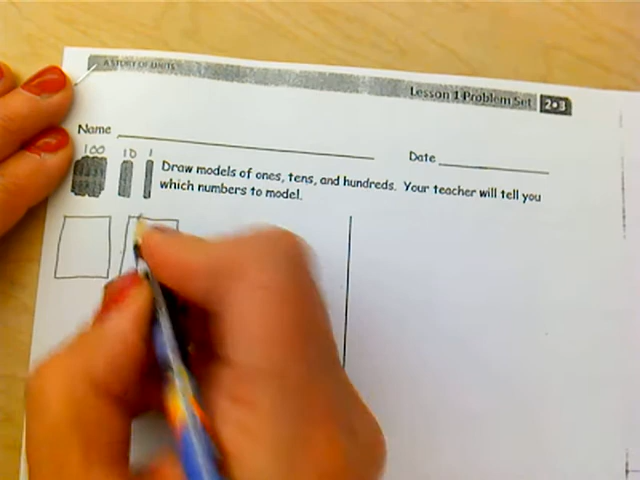 A STORY OF UNITS
Lesson 1 Problem Set 2•3
Name Date
100 10 1
Draw models of ones, tens, and hundreds. Your teacher will tell you
which numbers to model.